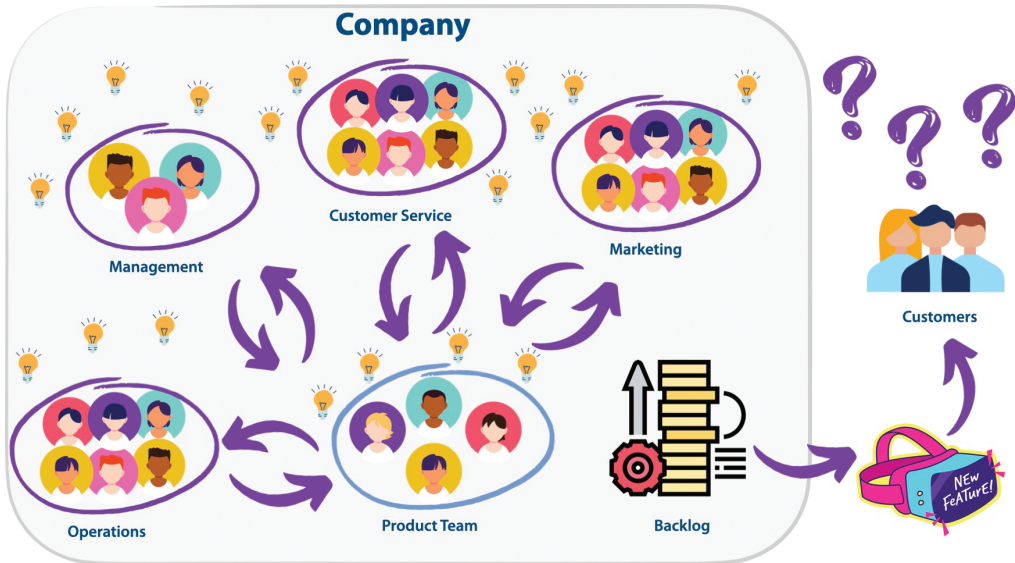 Company
Management
Customer Service
Marketing
Customers
Operations
Product Team
Backlog
NEW
FeATurE!